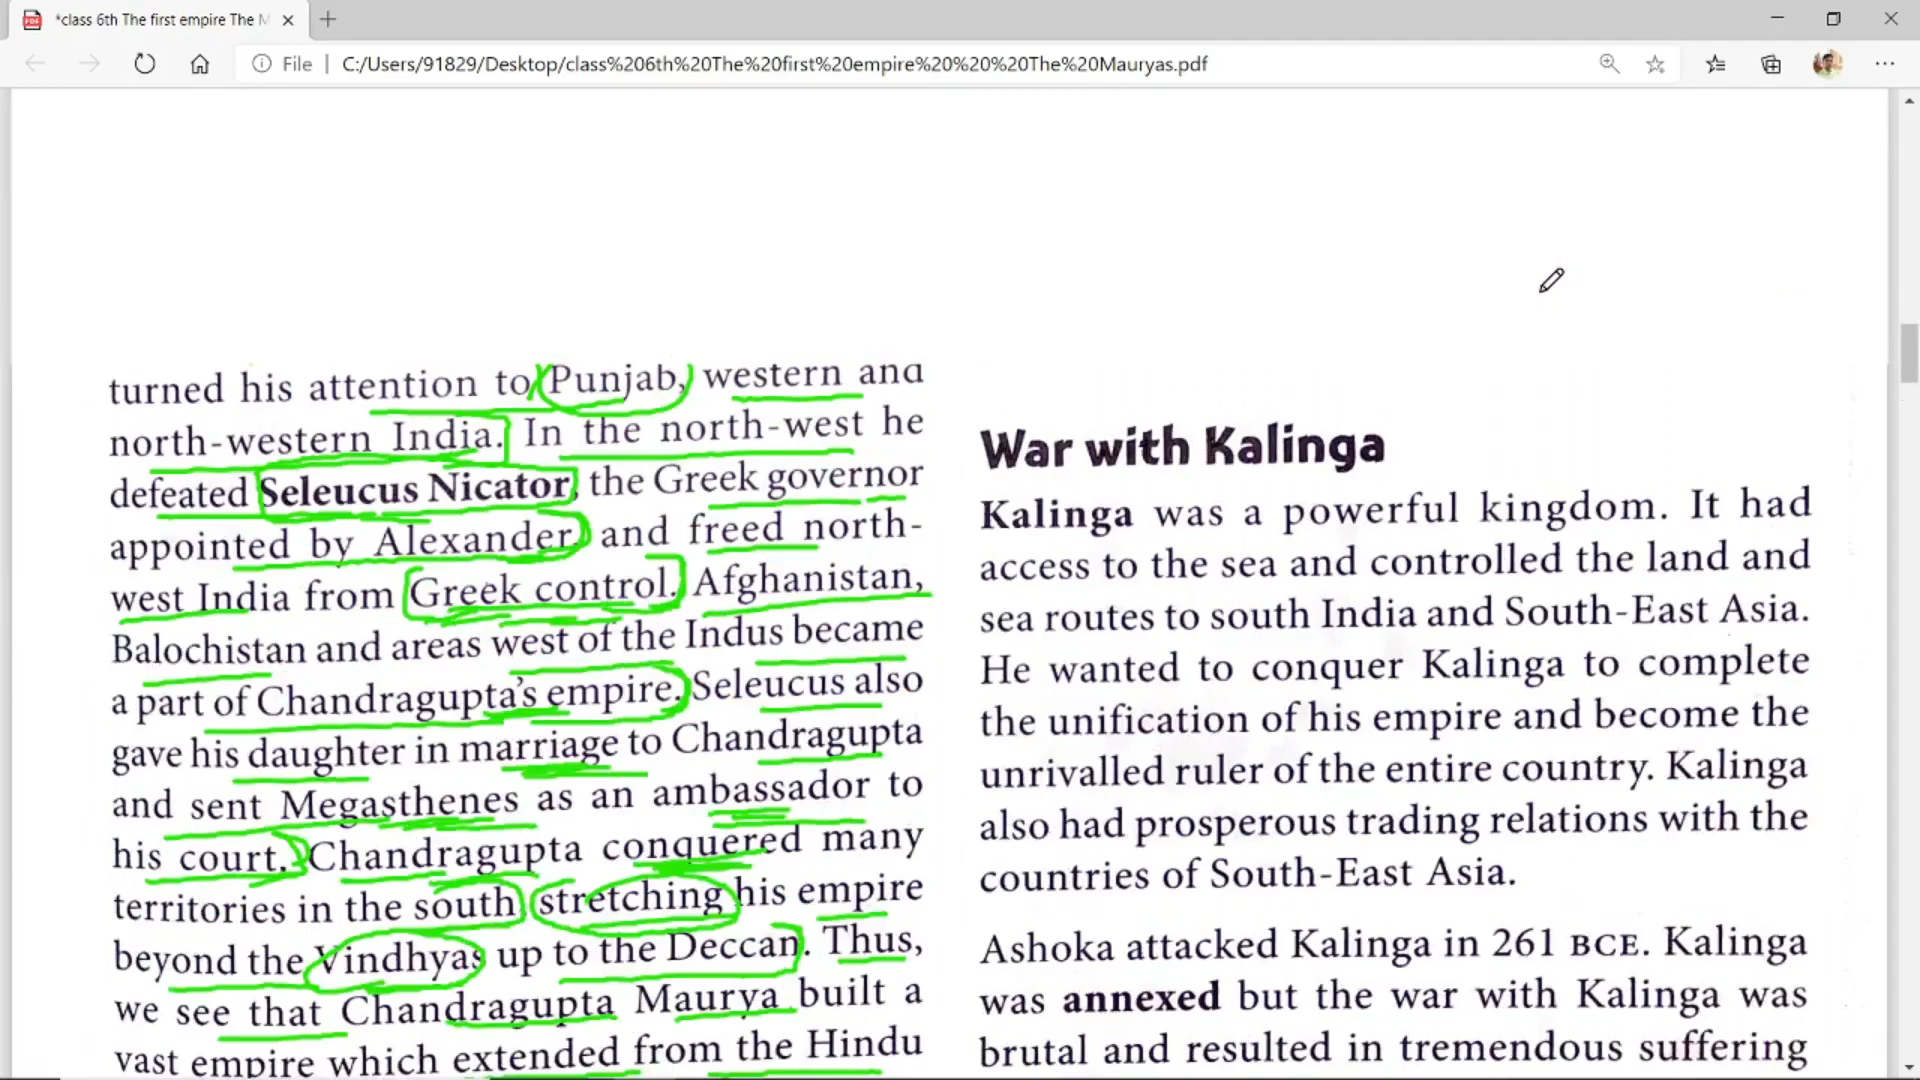 *class 6th The first empire The M
File
C:/Users/91829/Desktop/class%206th%20The%20first%20empire%20%20%20The%20Mauryas.pdf
turned his attention to Punjab, western and
north-western India. In the north-west he
defeated Seleucus Nicator, the Greek governor
appointed by Alexander and freed north-
west India from Greek control. Afghanistan,
Balochistan and areas west of the Indus became
a part of Chandragupta's empire. Seleucus also
gave his daughter in marriage to Chandragupta
and sent Megasthenes as an ambassador to
his court. Chandragupta conquered many
territories in the south stretching his empire
beyond the Vindhyas up to the Deccan. Thus,
we see that Chandragupta Maurya built a
vast empire which extended from the Hindu
War with Kalinga
Kalinga was a powerful kingdom. It had
access to the sea and controlled the land and
sea routes to south India and South-East Asia.
He wanted to conquer Kalinga to complete
the unification of his empire and become the
unrivalled ruler of the entire country. Kalinga
also had prosperous trading relations with the
countries of South-East Asia.
Ashoka attacked Kalinga in 261 BCE. Kalinga
was annexed but the war with Kalinga was
brutal and resulted in tremendous suffering